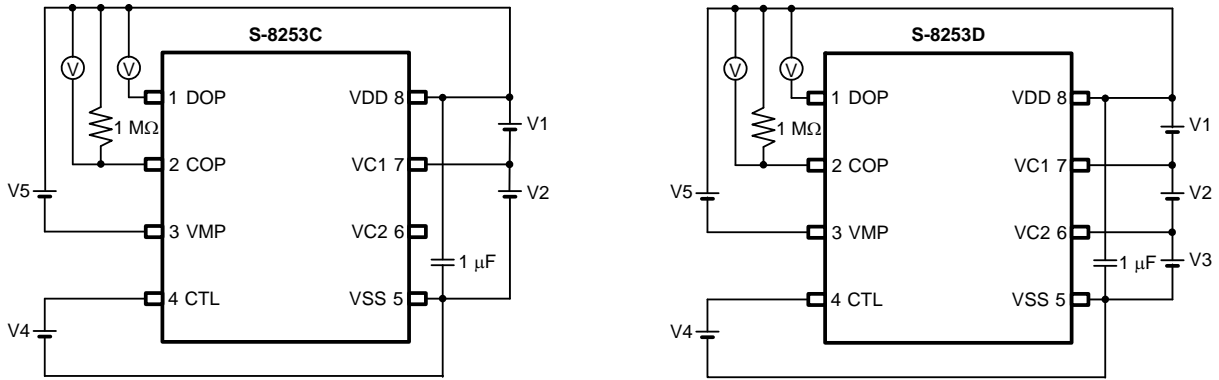 S-8253C
V
V
1 DOP
VDD 8
1 MΩ
V1
2 COP
VC1 7
V5
V2
3 VMP
VC2 6
1 μF
4 CTL
VSS 5
V4
S-8253D
V
V
1 DOP
VDD 8
1 MΩ
V1
2 COP
VC1 7
V5
V2
3 VMP
VC2 6
1 μF
V3
4 CTL
VSS 5
V4